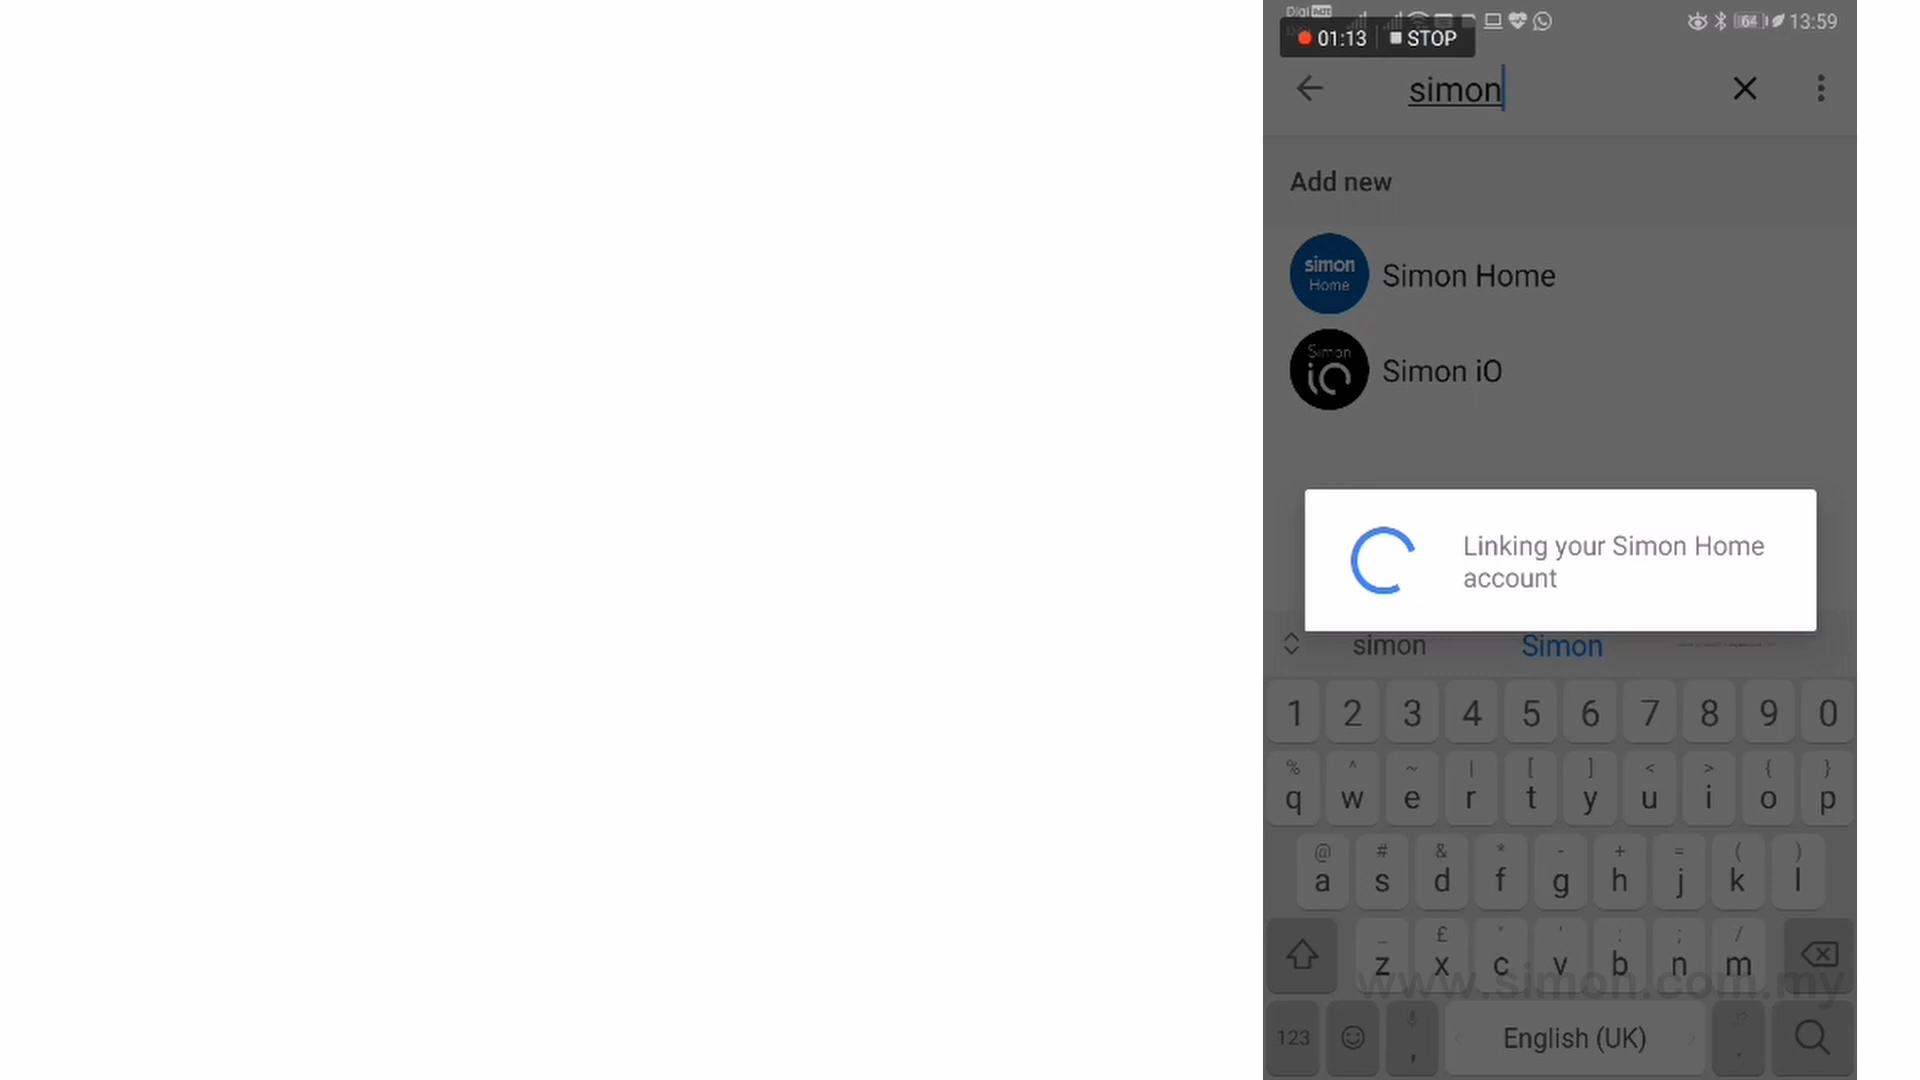 Digi
64 13:59
01:13 STOP
simon
Add new
simon
Home
Simon Home
Simon
iO
Simon iO
Linking your Simon Home
account
simon Simon
1 2 3 4 5 6 7 8 9 0
% ^ ~ | [ ] < > { }
q w e r t y u i o p
@ # & * - + = ( )
a s d f g h j k l
_ £ " ' : ; /
z x c v b n m
www.simon.com.my
123 , English (UK) .